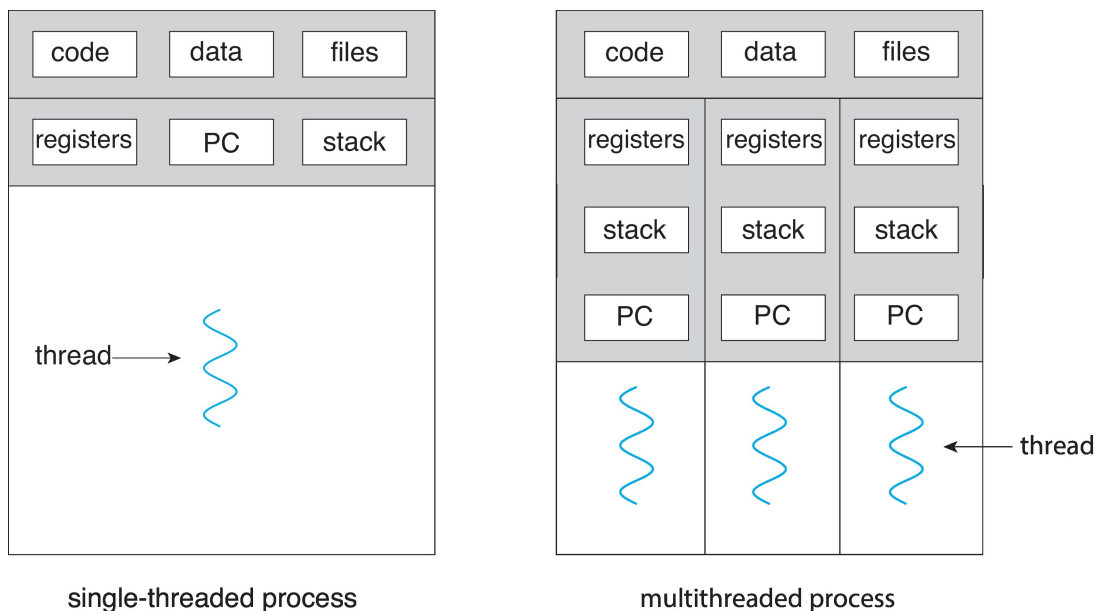 code data files
registers PC stack
thread
single-threaded process
code data files
registers registers registers
stack stack stack
PC PC PC
thread
multithreaded process